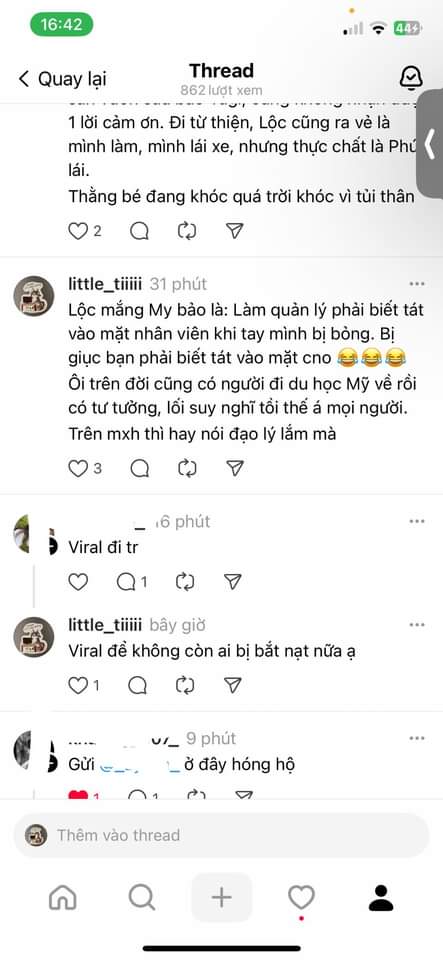 16:42
44
Quay lại
Thread
862 lượt xem
1 lời cảm ơn. Đi từ thiện, Lộc cũng ra vẻ là
mình làm, mình lái xe, nhưng thực chất là Phú
lái.
Thằng bé đang khóc quá trời khóc vì tủi thân
2
little_tiiiii 31 phút
Lộc mắng My bảo là: Làm quản lý phải biết tát
vào mặt nhân viên khi tay mình bị bỏng. Bị
giục bạn phải biết tát vào mặt cno 😂😂😂
Ôi trên đời cũng có người đi du học Mỹ về rồi
có tư tưởng, lối suy nghĩ tồi thế á mọi người.
Trên mxh thì hay nói đạo lý lắm mà
3
6 phút
Viral đi tr
1
little_tiiiii bây giờ
Viral để không còn ai bị bắt nạt nữa ạ
1
07_ 9 phút
Gửi ở đây hóng hộ
1
1
Thêm vào thread